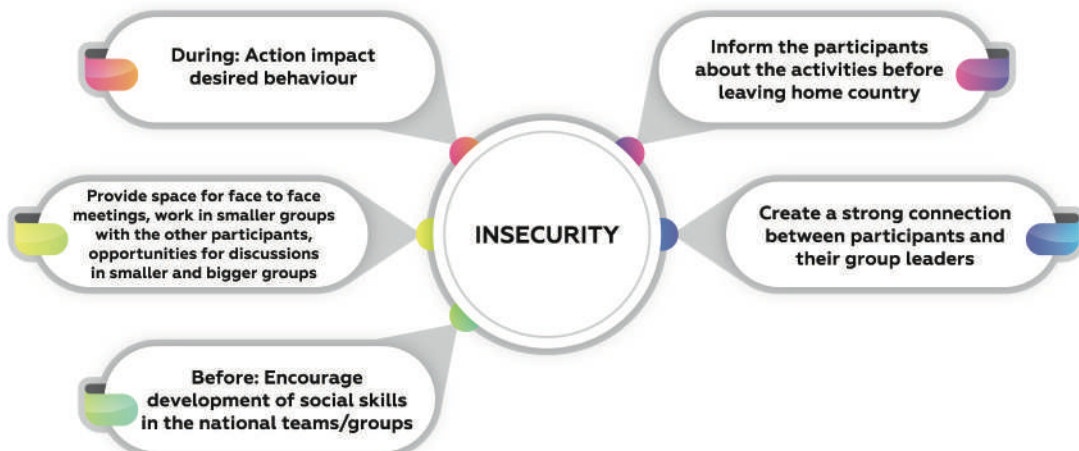 During: Action impact
desired behaviour
Inform the participants
about the activities before
leaving home country
Provide space for face to face
meetings, work in smaller groups
with the other participants,
opportunities for discussions
in smaller and bigger groups
INSECURITY
Create a strong connection
between participants and
their group leaders
Before: Encourage
development of social skills
in the national teams/groups